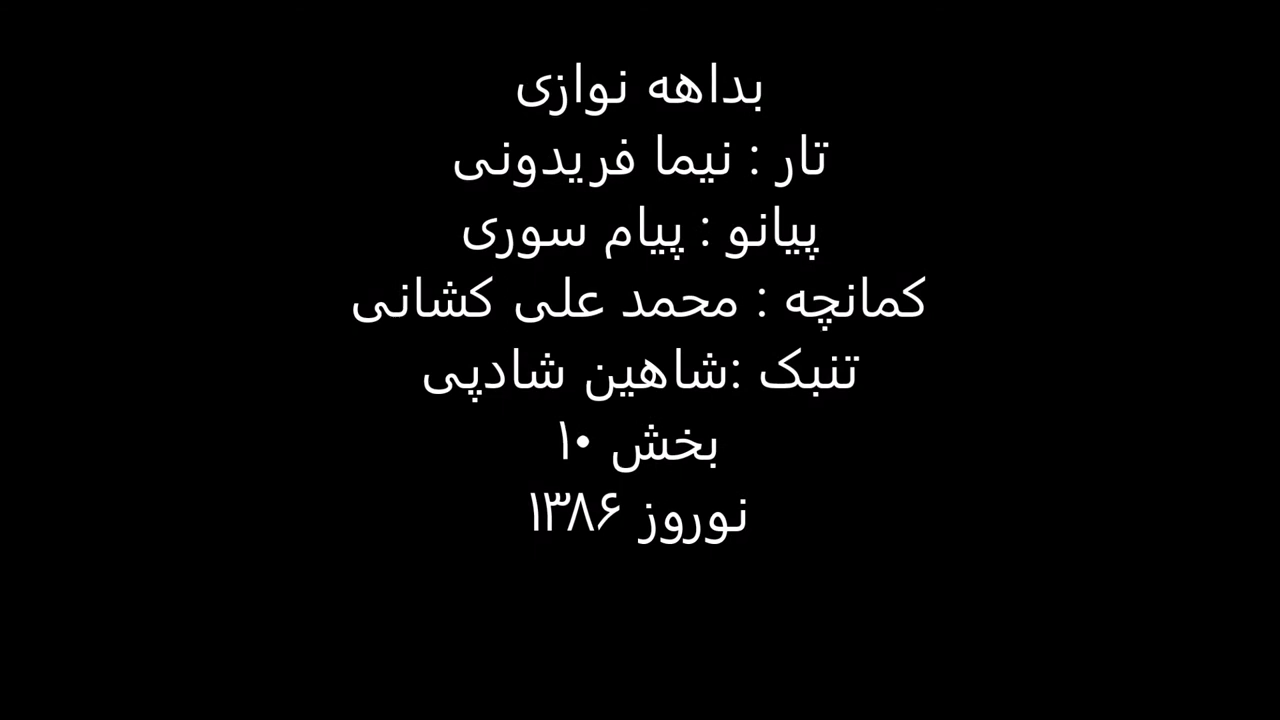 بداهه نوازی
تار : نیما فریدونی
پیانو : پیام سوری
کمانچه : محمد علی کشانی
تنبک :شاهین شادپی
بخش ۱۰
نوروز ۱۳۸۶